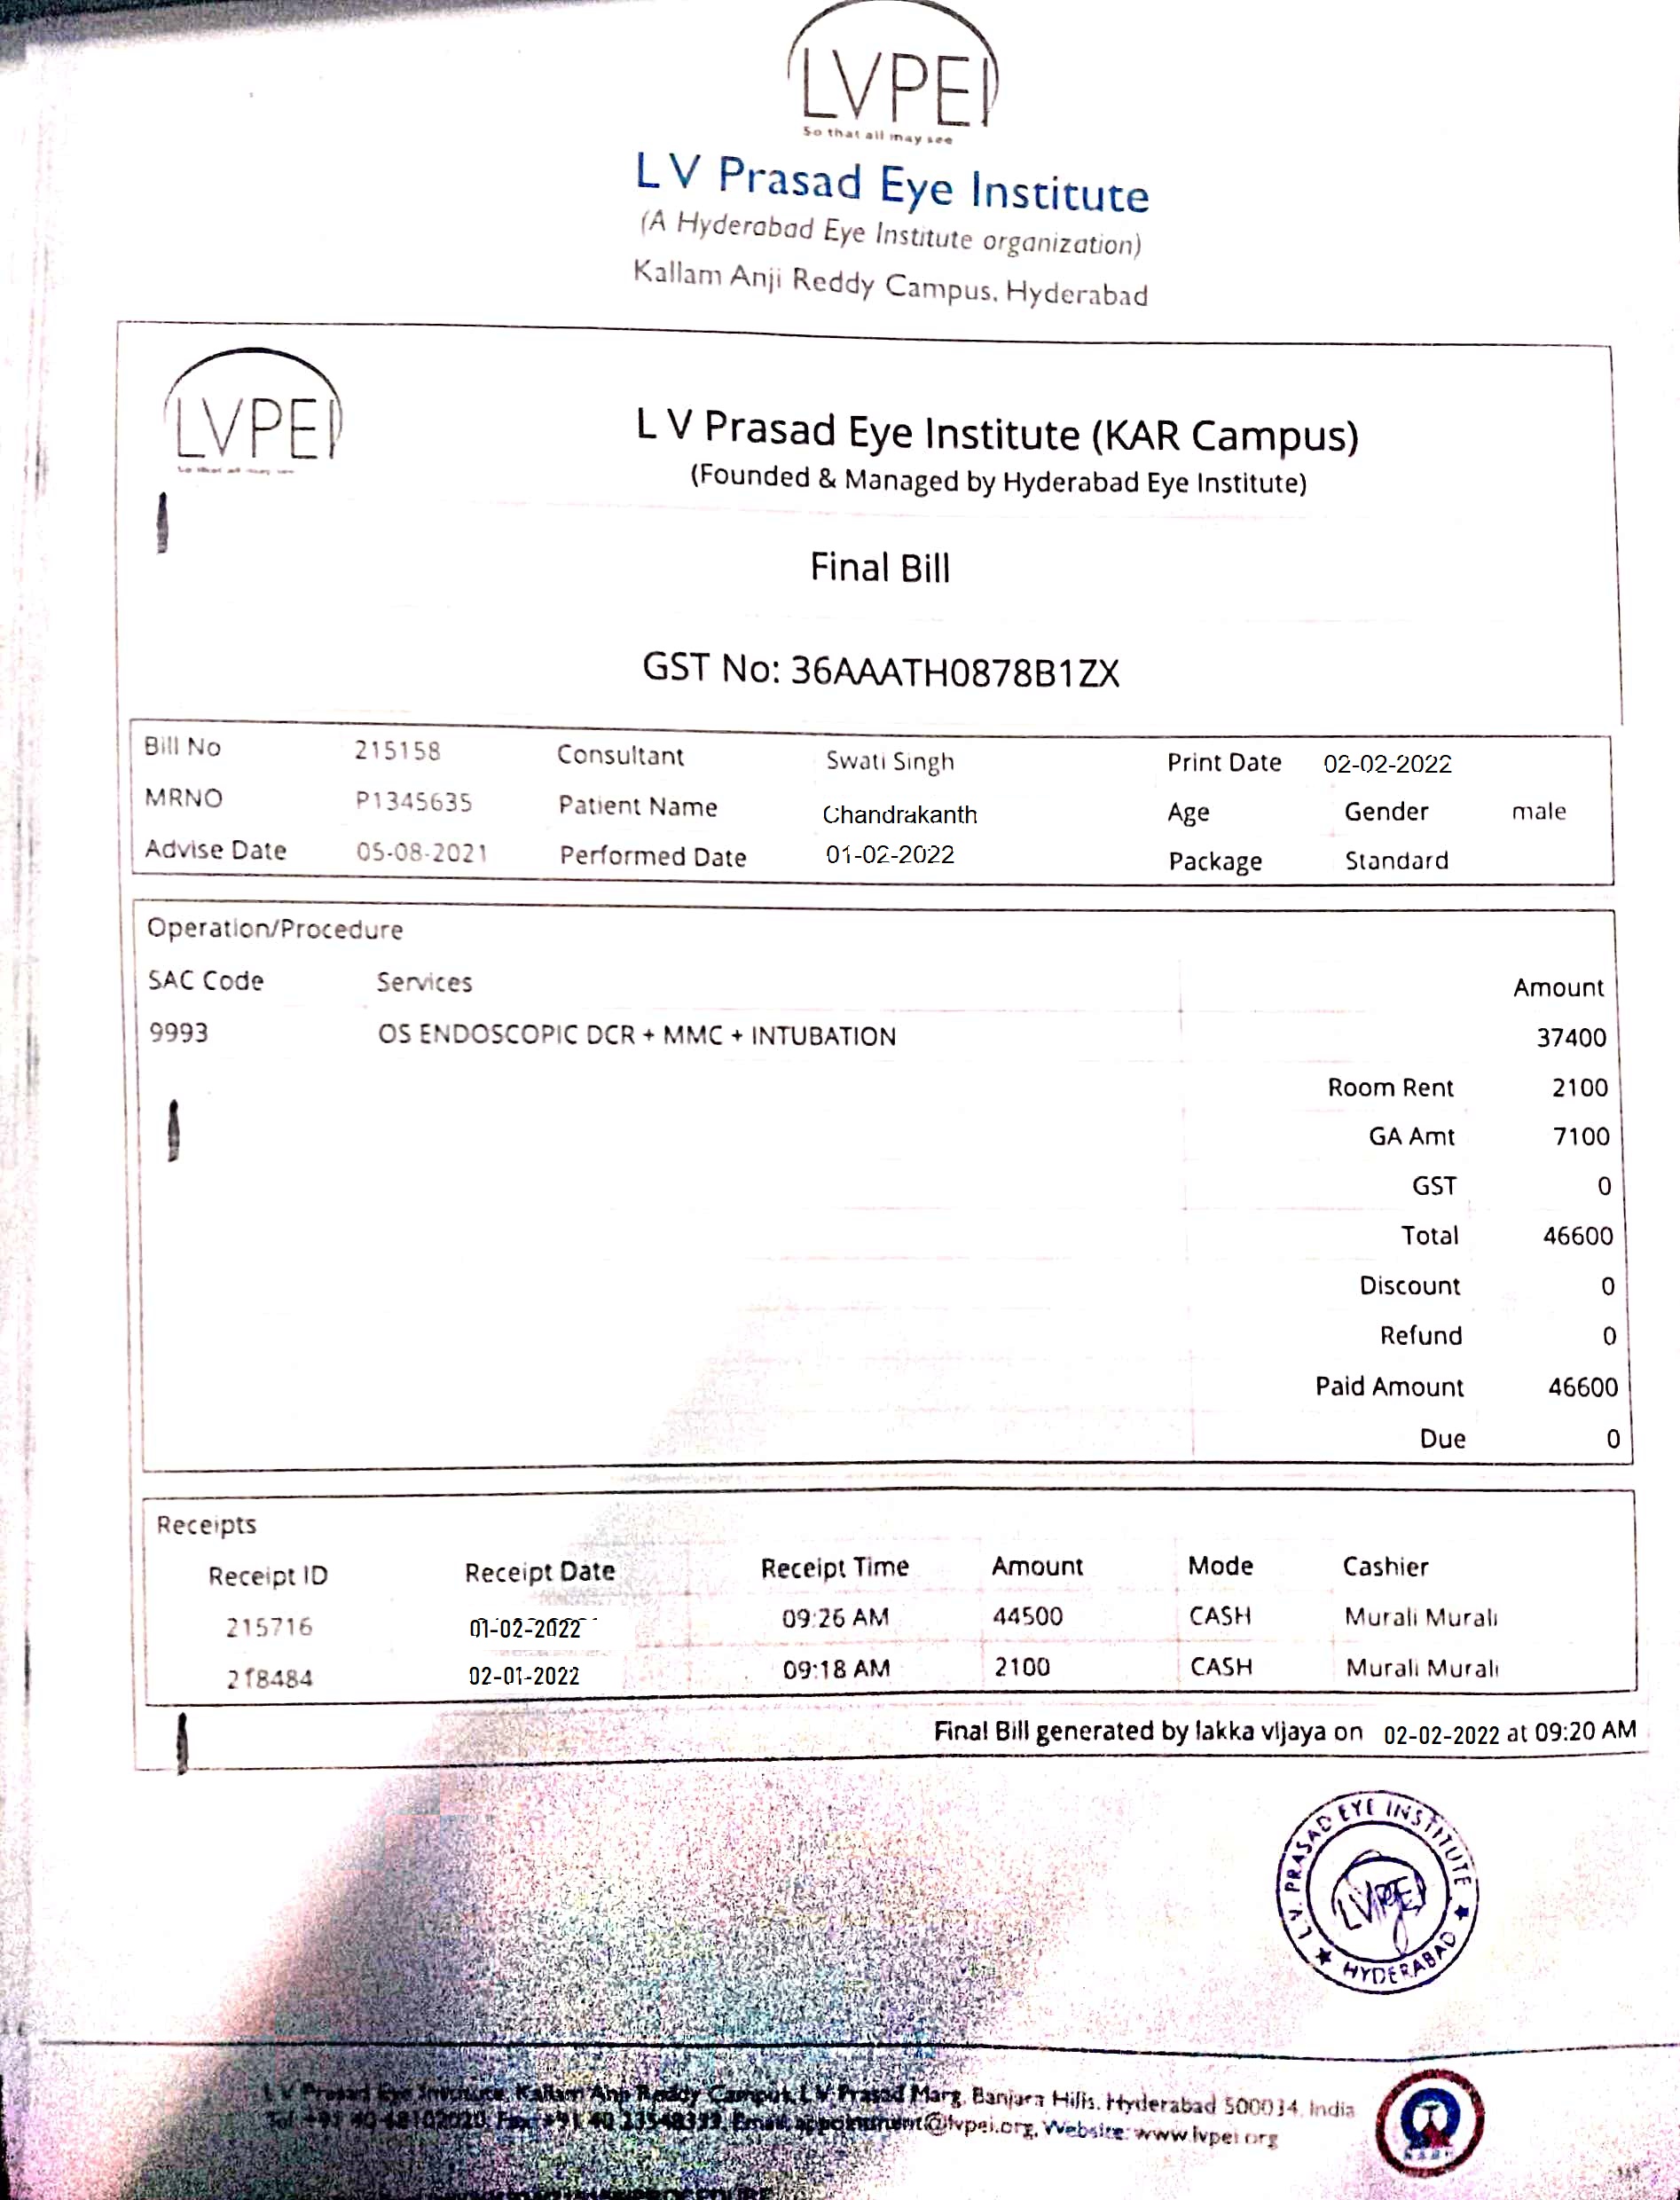 LVPEI
So that all may see
L V Prasad Eye Institute
(A Hyderabad Eye Institute organization)
Kallam Anji Reddy Campus, Hyderabad
LVPEI
So that all may see
L V Prasad Eye Institute (KAR Campus)
(Founded & Managed by Hyderabad Eye Institute)
Final Bill
GST No: 36AAATH0878B1ZX
Bill No 215158 Consultant Swati Singh Print Date 02-02-2022
MRNO P1345635 Patient Name Chandrakanth Age Gender male
Advise Date 05-08-2021 Performed Date 01-02-2022 Package Standard
Operation/Procedure
SAC Code Services Amount
9993 OS ENDOSCOPIC DCR + MMC + INTUBATION 37400
Room Rent 2100
GA Amt 7100
GST 0
Total 46600
Discount 0
Refund 0
Paid Amount 46600
Due 0
Receipts
Receipt ID Receipt Date Receipt Time Amount Mode Cashier
215716 01-02-2022 09:26 AM 44500 CASH Murali Murali
218484 02-01-2022 09:18 AM 2100 CASH Murali Murali
Final Bill generated by lakka vijaya on 02-02-2022 at 09:20 AM
L.V. PRASAD EYE INSTITUTE
LVPEI
★ HYDERABAD ★
L V Prasad Eye Institute, Kallam Anji Reddy Campus, L V Prasad Marg, Banjara Hills, Hyderabad 500034, India
Tel: +91 40 68102020, Fax: +91 40 Email: appointment@lvpei.org, Website: www.lvpei.org